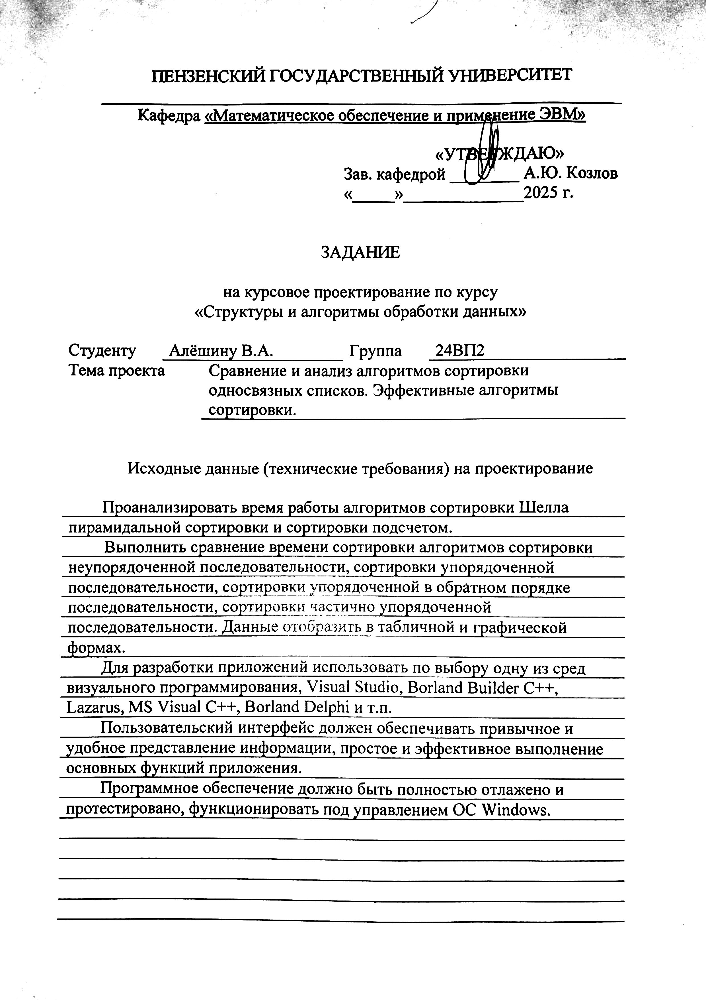 ПЕНЗЕНСКИЙ ГОСУДАРСТВЕННЫЙ УНИВЕРСИТЕТ
Кафедра «Математическое обеспечение и применение ЭВМ»
«УТВЕРЖДАЮ»
Зав. кафедрой ________ А.Ю. Козлов
«_____»______________2025 г.
ЗАДАНИЕ
на курсовое проектирование по курсу
«Структуры и алгоритмы обработки данных»
Студенту Алёшину В.А. Группа 24ВП2
Тема проекта Сравнение и анализ алгоритмов сортировки
односвязных списков. Эффективные алгоритмы
сортировки.
Исходные данные (технические требования) на проектирование
Проанализировать время работы алгоритмов сортировки Шелла
пирамидальной сортировки и сортировки подсчетом.
Выполнить сравнение времени сортировки алгоритмов сортировки
неупорядоченной последовательности, сортировки упорядоченной
последовательности, сортировки упорядоченной в обратном порядке
последовательности, сортировки частично упорядоченной
последовательности. Данные отобразить в табличной и графической
формах.
Для разработки приложений использовать по выбору одну из сред
визуального программирования, Visual Studio, Borland Builder C++,
Lazarus, MS Visual C++, Borland Delphi и т.п.
Пользовательский интерфейс должен обеспечивать привычное и
удобное представление информации, простое и эффективное выполнение
основных функций приложения.
Программное обеспечение должно быть полностью отлажено и
протестировано, функционировать под управлением ОС Windows.